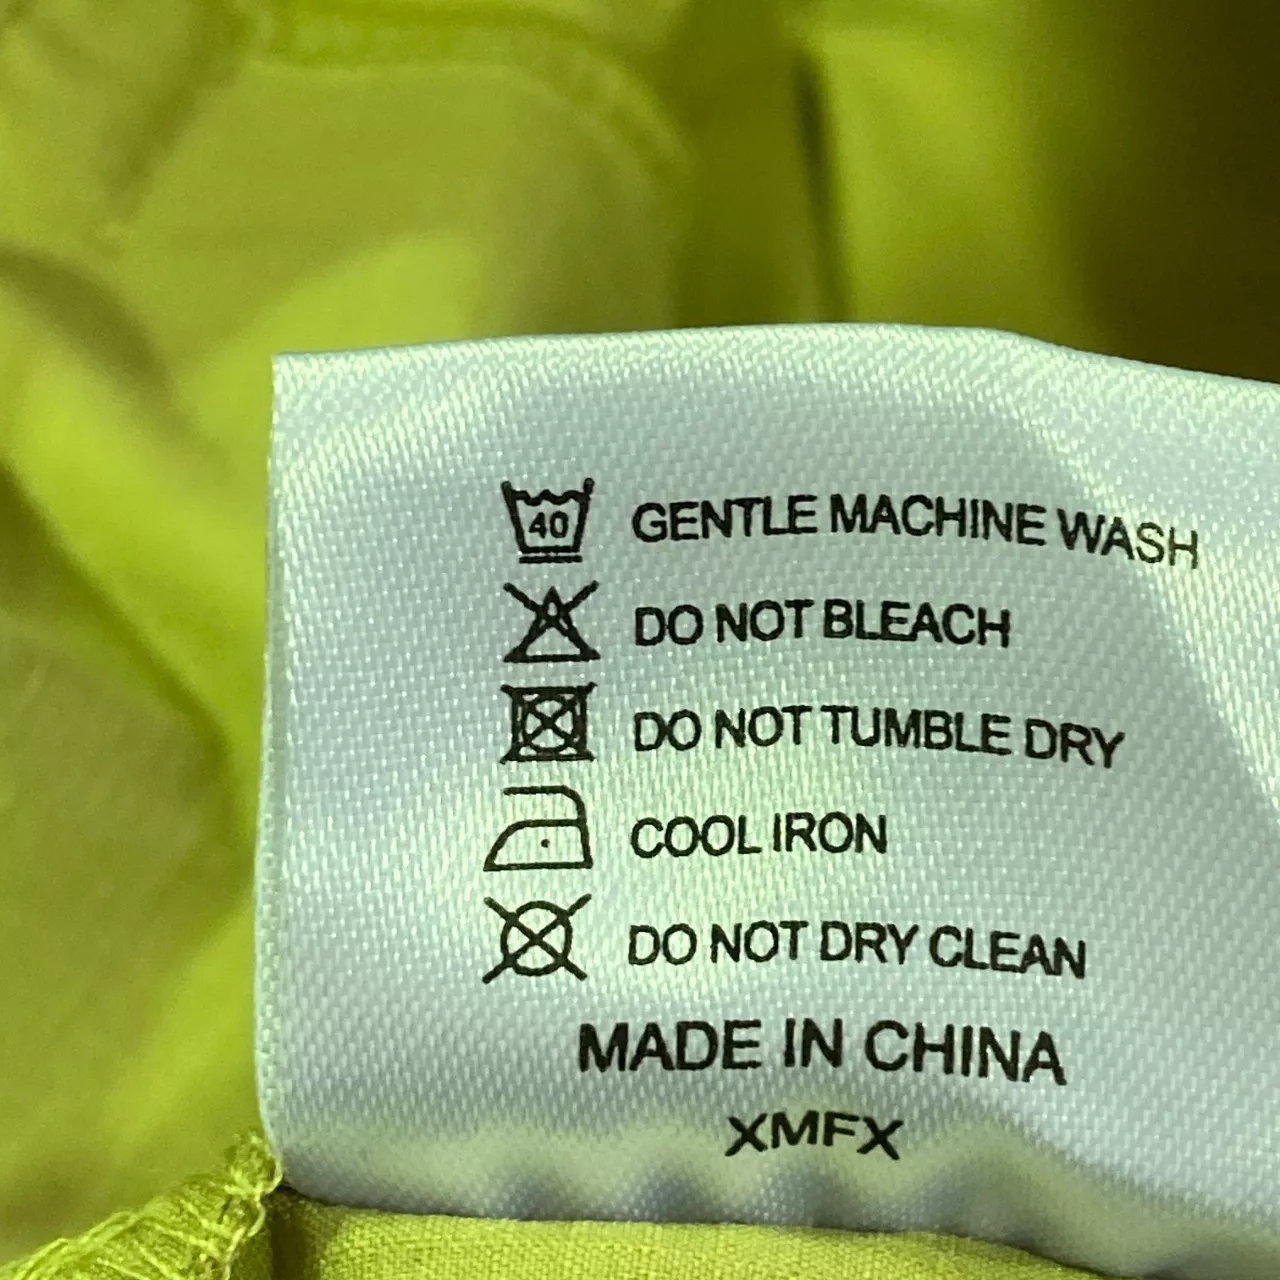 40 GENTLE MACHINE WASH
DO NOT BLEACH
DO NOT TUMBLE DRY
COOL IRON
DO NOT DRY CLEAN
MADE IN CHINA
XMFX